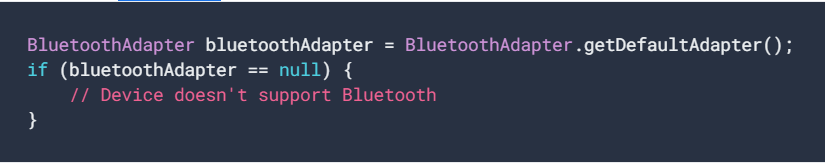 BluetoothAdapter bluetoothAdapter = BluetoothAdapter.getDefaultAdapter();
if (bluetoothAdapter == null) {
    // Device doesn't support Bluetooth
}